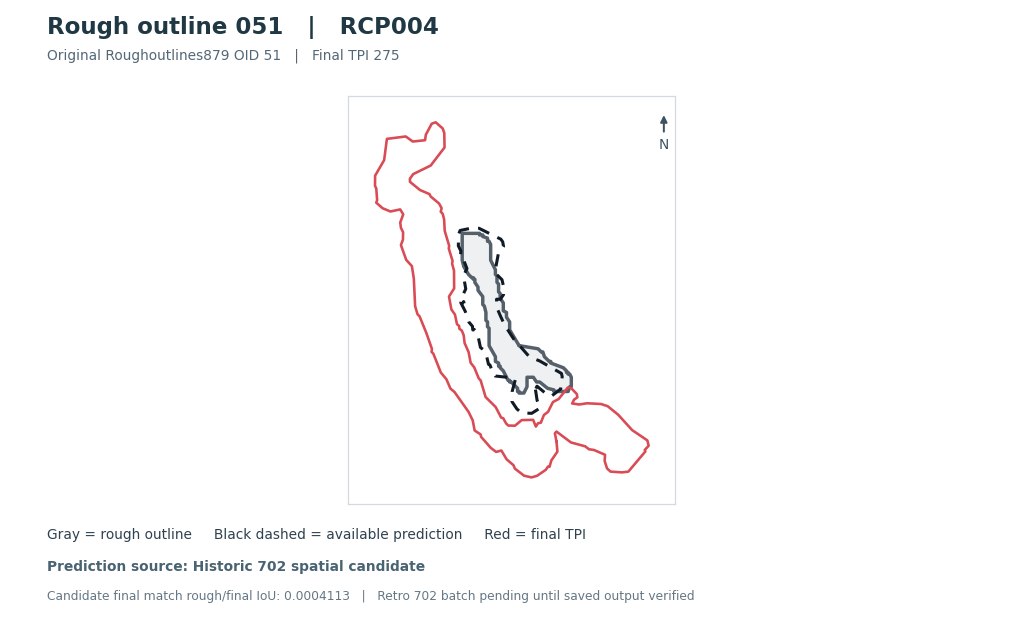 Rough outline 051   |   RCP004
Original Roughoutlines879 OID 51   |   Final TPI 275
N
Gray = rough outline     Black dashed = available prediction     Red = final TPI
Prediction source: Historic 702 spatial candidate
Candidate final match rough/final IoU: 0.0004113   |   Retro 702 batch pending until saved output verified